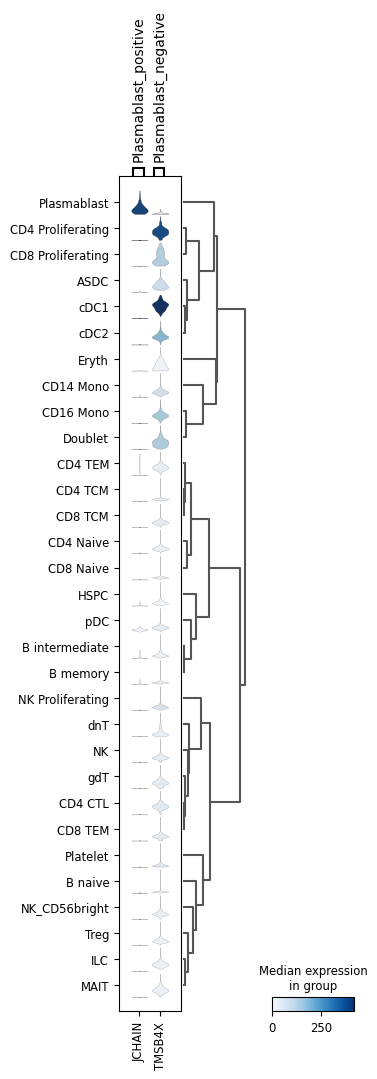 Plasmablast_positive
Plasmablast_negative
Plasmablast
CD4 Proliferating
CD8 Proliferating
ASDC
cDC1
cDC2
Eryth
CD14 Mono
CD16 Mono
Doublet
CD4 TEM
CD4 TCM
CD8 TCM
CD4 Naive
CD8 Naive
HSPC
pDC
B intermediate
B memory
NK Proliferating
dnT
NK
gdT
CD4 CTL
CD8 TEM
Platelet
B naive
NK_CD56bright
Treg
ILC
MAIT
JCHAIN
TMSB4X
Median expression
in group
0 250